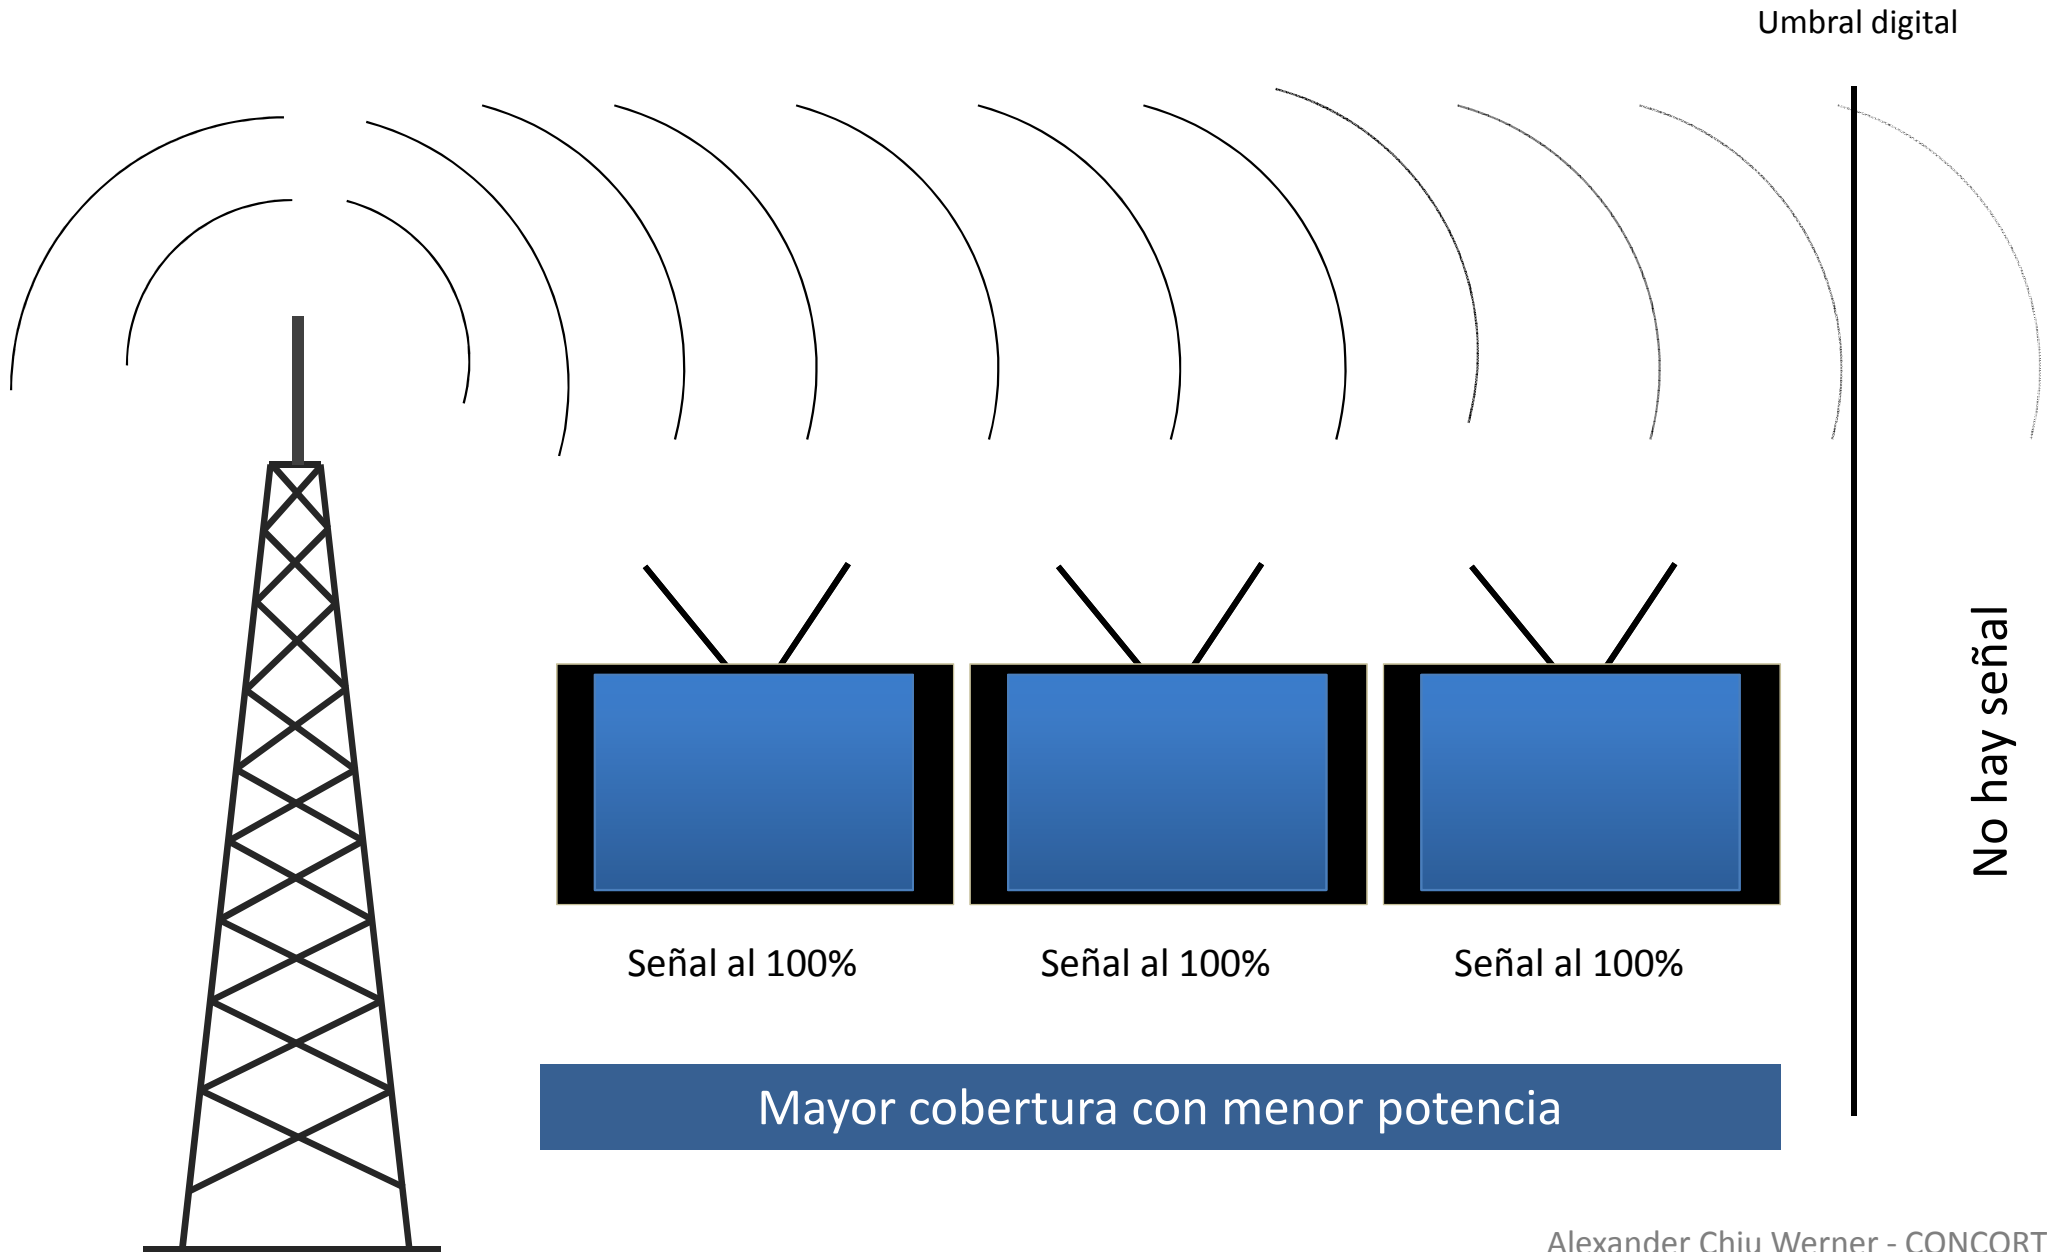 Umbral digital
No hay señal
Señal al 100%
Señal al 100%
Señal al 100%
Mayor cobertura con menor potencia
Alexander Chiu Werner - CONCORT